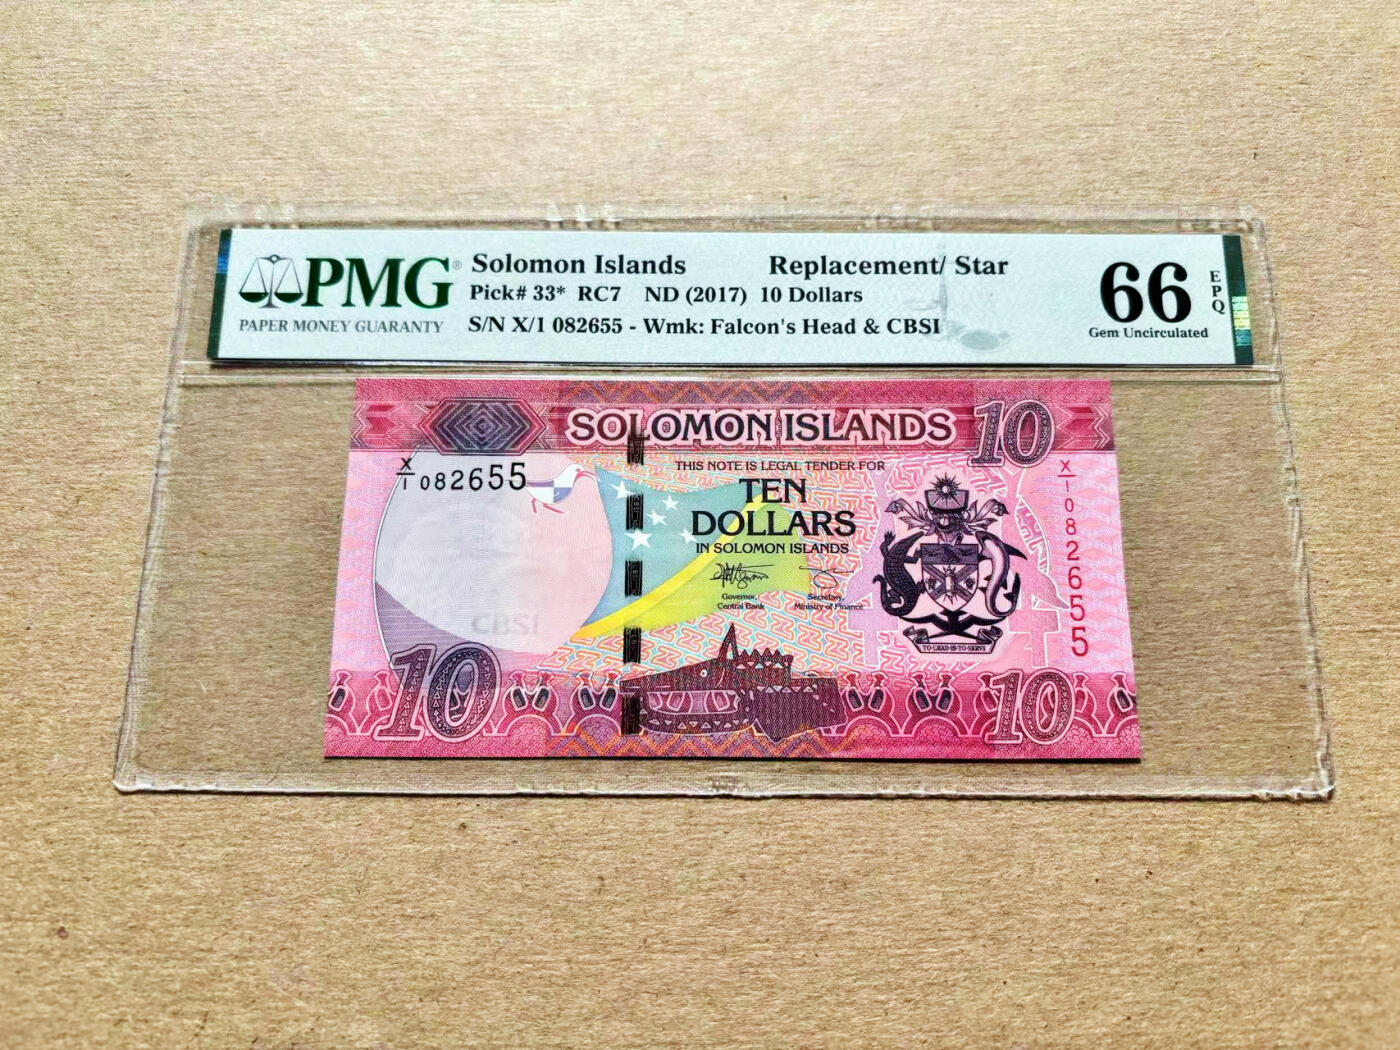 PMG®
PAPER MONEY GUARANTY
Solomon Islands Replacement/ Star
Pick# 33* RC7 ND (2017) 10 Dollars
S/N X/1 082655 - Wmk: Falcon's Head & CBSI
66 EPQ
Gem Uncirculated
SOLOMON ISLANDS
10
X/1 082655
THIS NOTE IS LEGAL TENDER FOR
TEN
DOLLARS
IN SOLOMON ISLANDS
Governor,
Central Bank
Secretary,
Ministry of Finance
X/1 082655
CBSI
TO-LEAD-IS-TO-SERVE
10
10